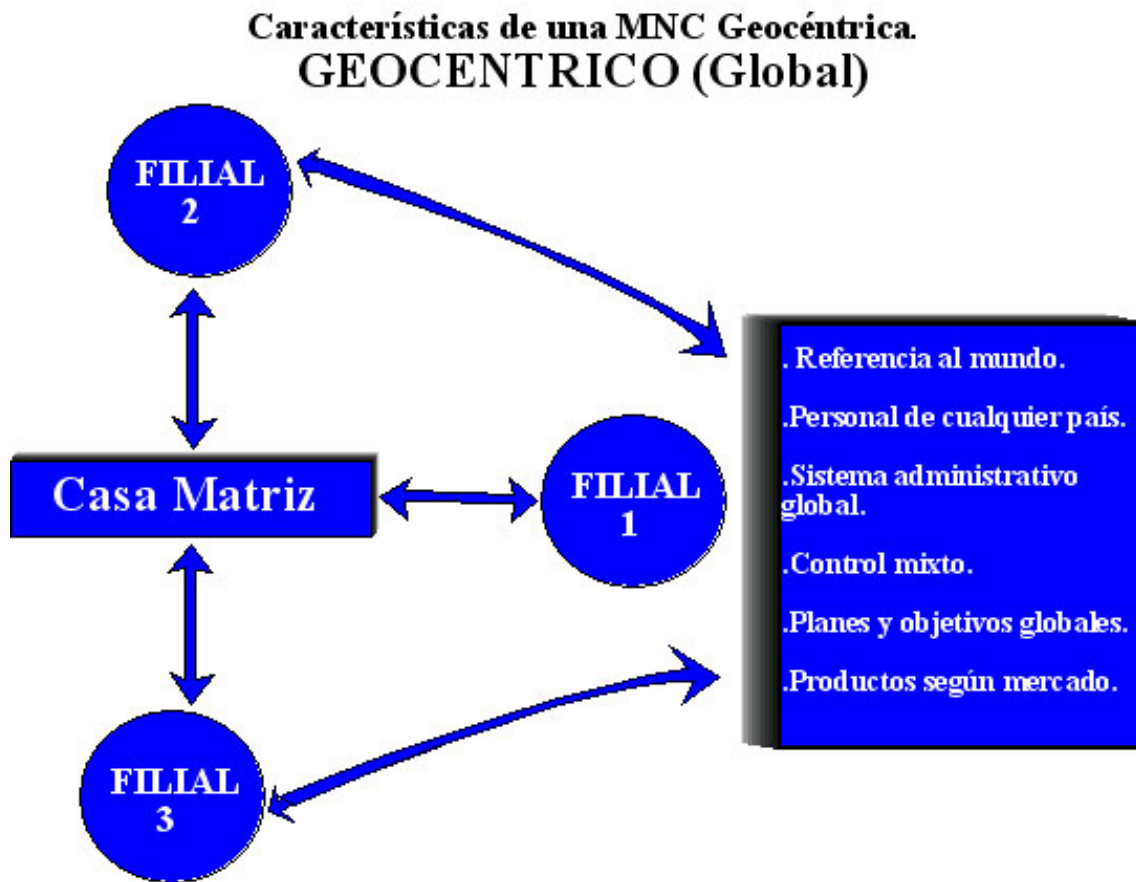 Características de una MNC Geocéntrica.
GEOCENTRICO (Global)
FILIAL
2
Casa Matriz
FILIAL
1
FILIAL
3
. Referencia al mundo.
.Personal de cualquier país.
.Sistema administrativo
global.
.Control mixto.
.Planes y objetivos globales.
.Productos según mercado.